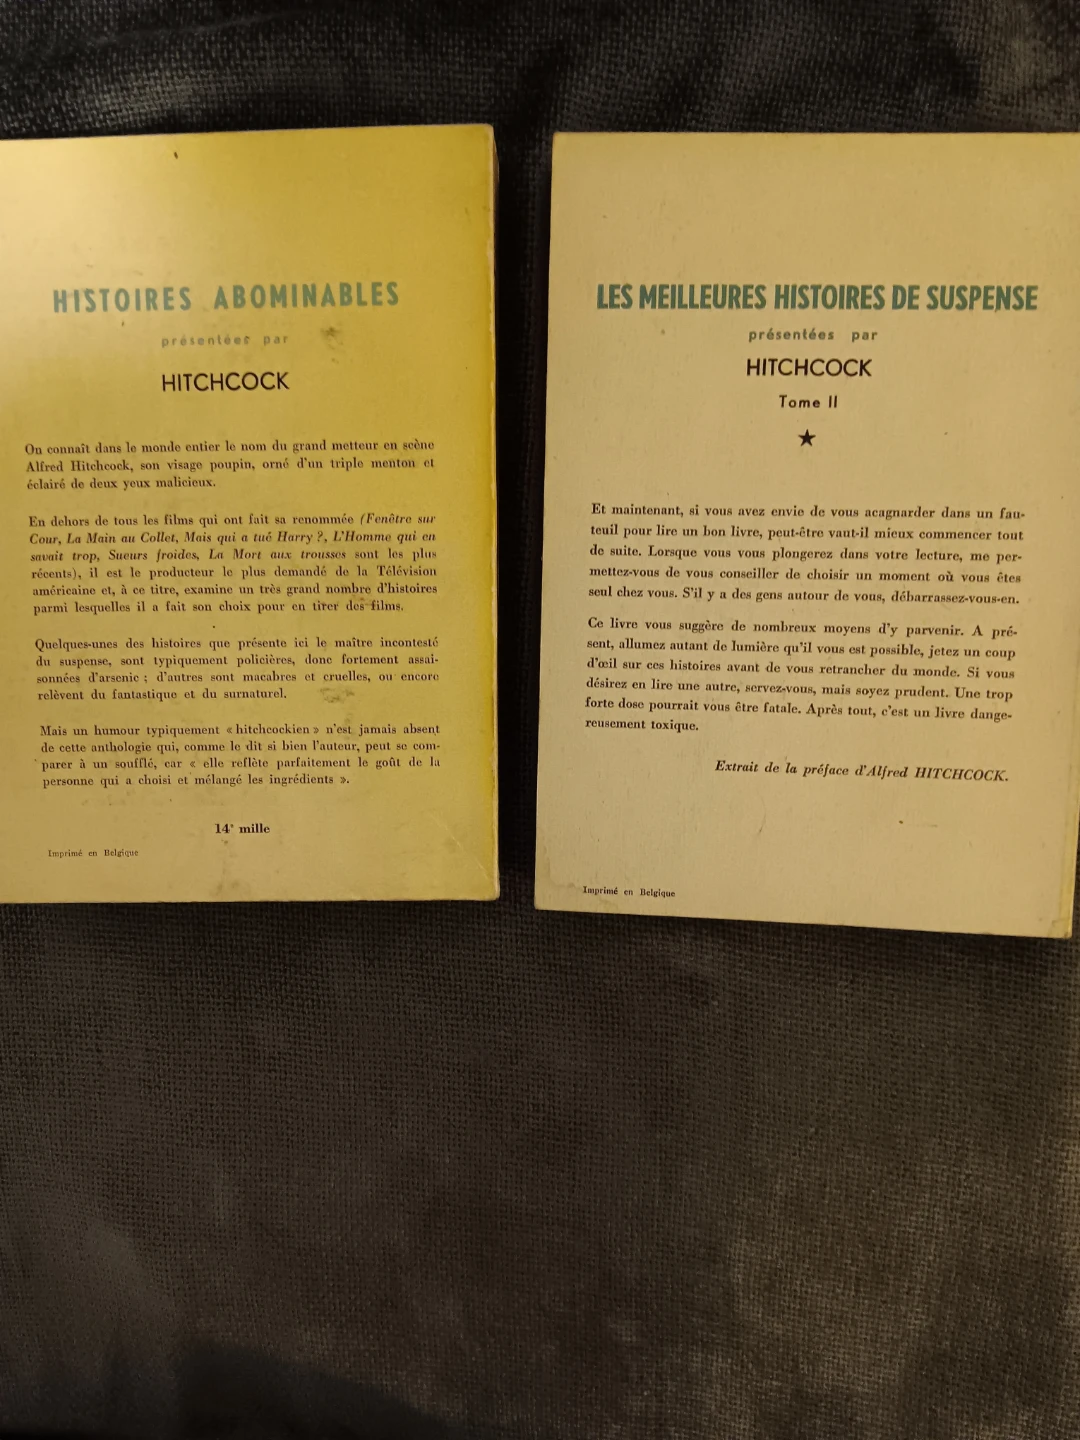 HISTOIRES ABOMINABLES
présentées par
HITCHCOCK
On connaît dans le monde entier le nom du grand metteur en scène
Alfred Hitchcock, son visage poupin, orné d'un triple menton et
éclairé de deux yeux malicieux.
En dehors de tous les films qui ont fait sa renommée (Fenêtre sur
Cour, La Main au Collet, Mais qui a tué Harry ?, L'Homme qui en
savait trop, Sueurs froides, La Mort aux trousses sont les plus
récents), il est le producteur le plus demandé de la Télévision
américaine et, à ce titre, examine un très grand nombre d'histoires
parmi lesquelles il a fait son choix pour en tirer des films.
Quelques-unes des histoires que présente ici le maître incontesté
du suspense, sont typiquement policières, donc fortement assai-
sonnées d'arsenic ; d'autres sont macabres et cruelles, ou encore
relèvent du fantastique et du surnaturel.
Mais un humour typiquement « hitchcockien » n'est jamais absent
de cette anthologie qui, comme le dit si bien l'auteur, peut se com-
parer à un soufflé, car « elle reflète parfaitement le goût de la
personne qui a choisi et mélangé les ingrédients ».
14e mille
Imprimé en Belgique
LES MEILLEURES HISTOIRES DE SUSPENSE
présentées par
HITCHCOCK
Tome II
★
Et maintenant, si vous avez envie de vous acagnarder dans un fau-
teuil pour lire un bon livre, peut-être vaut-il mieux commencer tout
de suite. Lorsque vous vous plongerez dans votre lecture, me per-
mettez-vous de vous conseiller de choisir un moment où vous êtes
seul chez vous. S'il y a des gens autour de vous, débarrassez-vous-en.
Ce livre vous suggère de nombreux moyens d'y parvenir. A pré-
sent, allumez autant de lumière qu'il vous est possible, jetez un coup
d'œil sur ces histoires avant de vous retrancher du monde. Si vous
désirez en lire une autre, servez-vous, mais soyez prudent. Une trop
forte dose pourrait vous être fatale. Après tout, c'est un livre dange-
reusement toxique.
Extrait de la préface d'Alfred HITCHCOCK.
Imprimé en Belgique